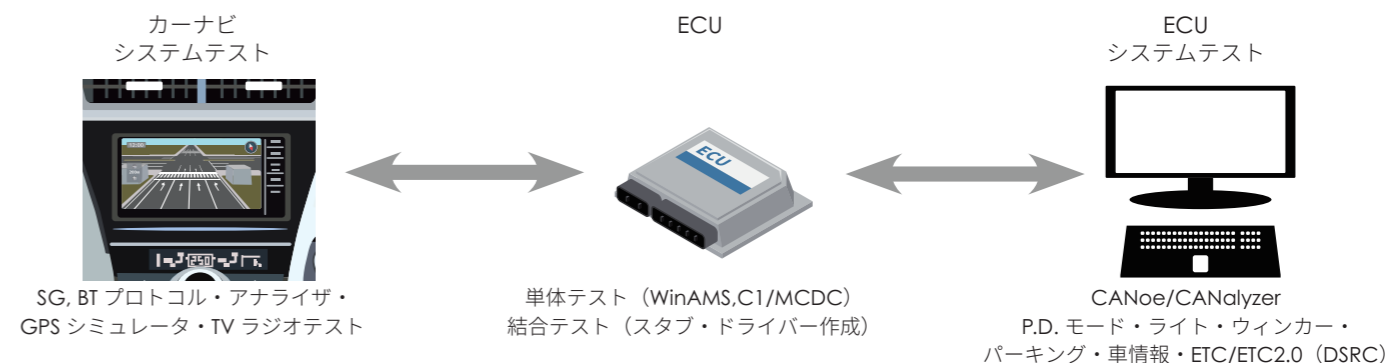 カーナビ
システムテスト
ECU
ECU
システムテスト
ECU
250
SG, BT プロトコル・アナライザ・
GPS シミュレータ・TV ラジオテスト
単体テスト（WinAMS,C1/MCDC）
結合テスト（スタブ・ドライバー作成）
CANoe/CANalyzer
P.D. モード・ライト・ウィンカー・
パーキング・車情報・ETC/ETC2.0（DSRC）